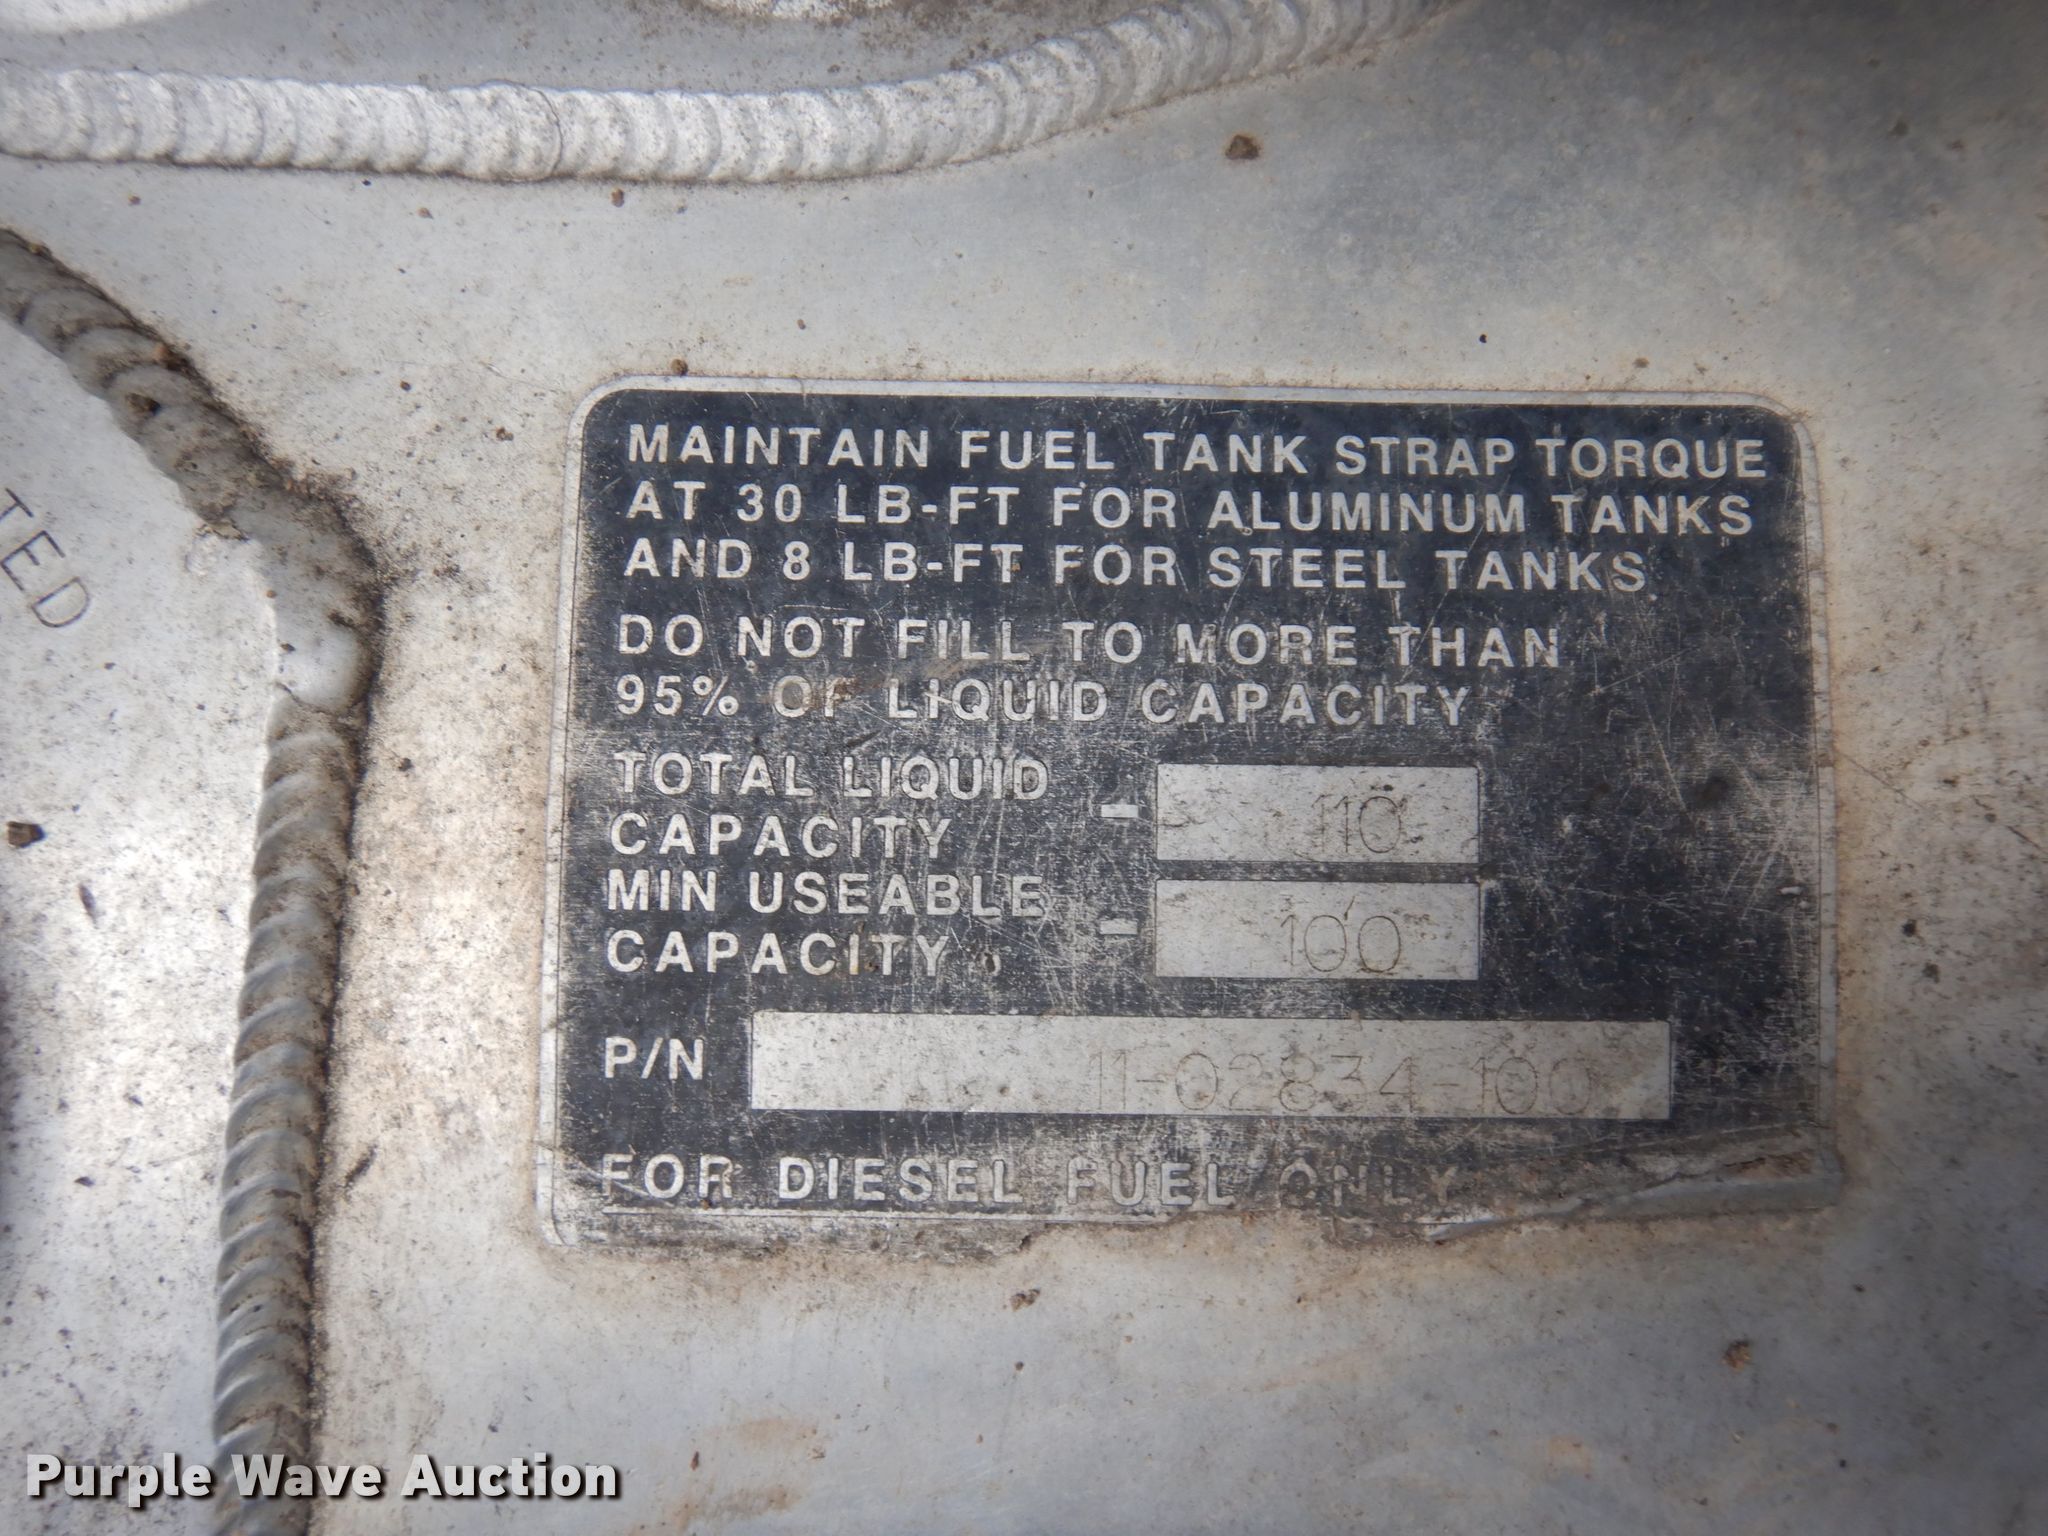 TED
MAINTAIN FUEL TANK STRAP TORQUE
AT 30 LB-FT FOR ALUMINUM TANKS
AND 8 LB-FT FOR STEEL TANKS
DO NOT FILL TO MORE THAN
95% OF LIQUID CAPACITY
TOTAL LIQUID
CAPACITY - 110
MIN USEABLE
CAPACITY - 100
P/N 11-02834-100
FOR DIESEL FUEL ONLY
Purple Wave Auction